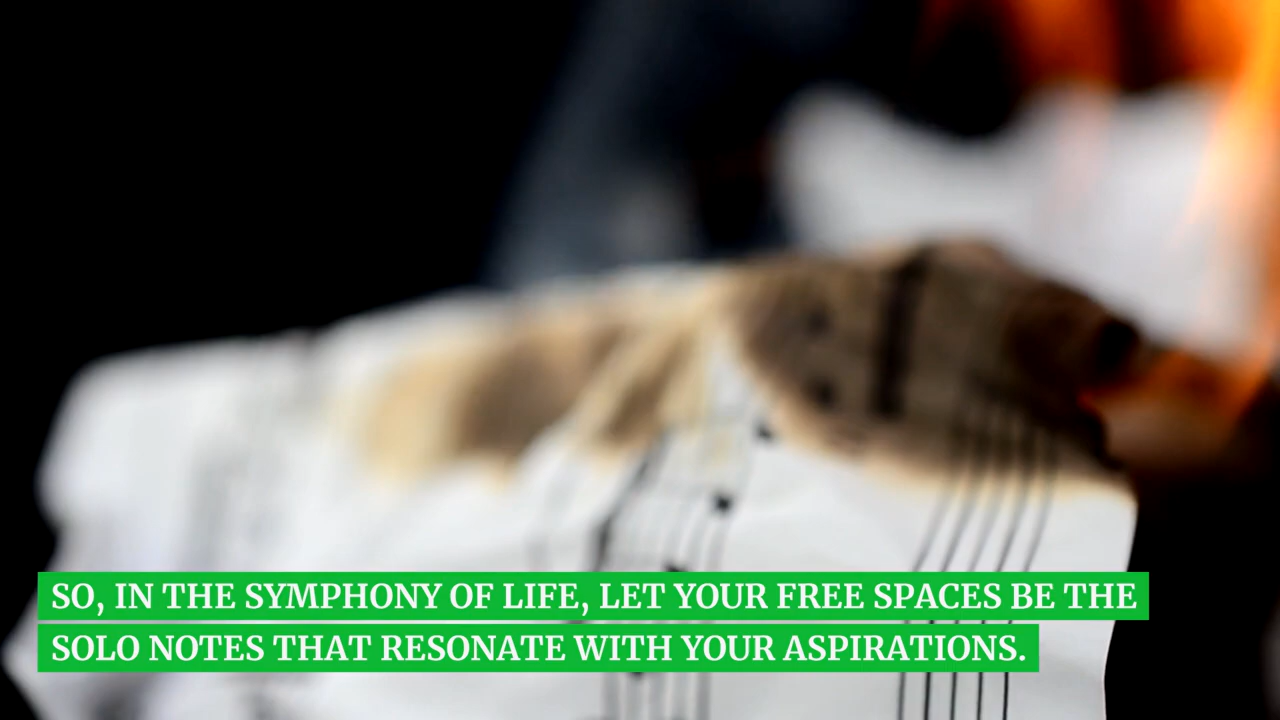 SO, IN THE SYMPHONY OF LIFE, LET YOUR FREE SPACES BE THE
SOLO NOTES THAT RESONATE WITH YOUR ASPIRATIONS.